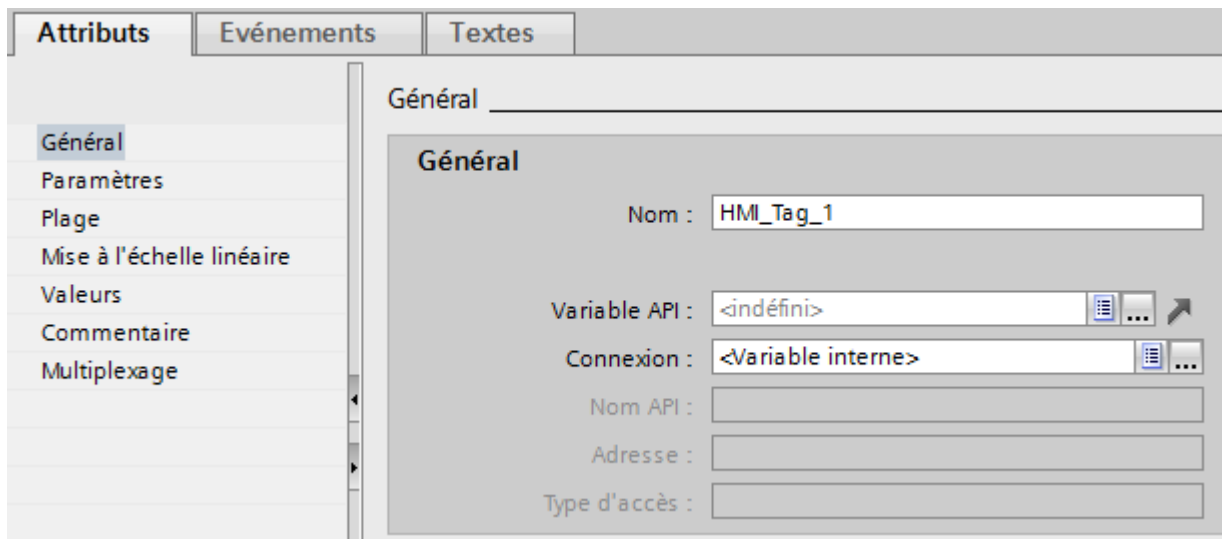 Attributs Evénements Textes
Général
Général
Paramètres
Plage
Mise à l'échelle linéaire
Valeurs
Commentaire
Multiplexage
Général
Nom : HMI_Tag_1
Variable API : <indéfini> ...
Connexion : <Variable interne> ...
Nom API :
Adresse :
Type d'accès :